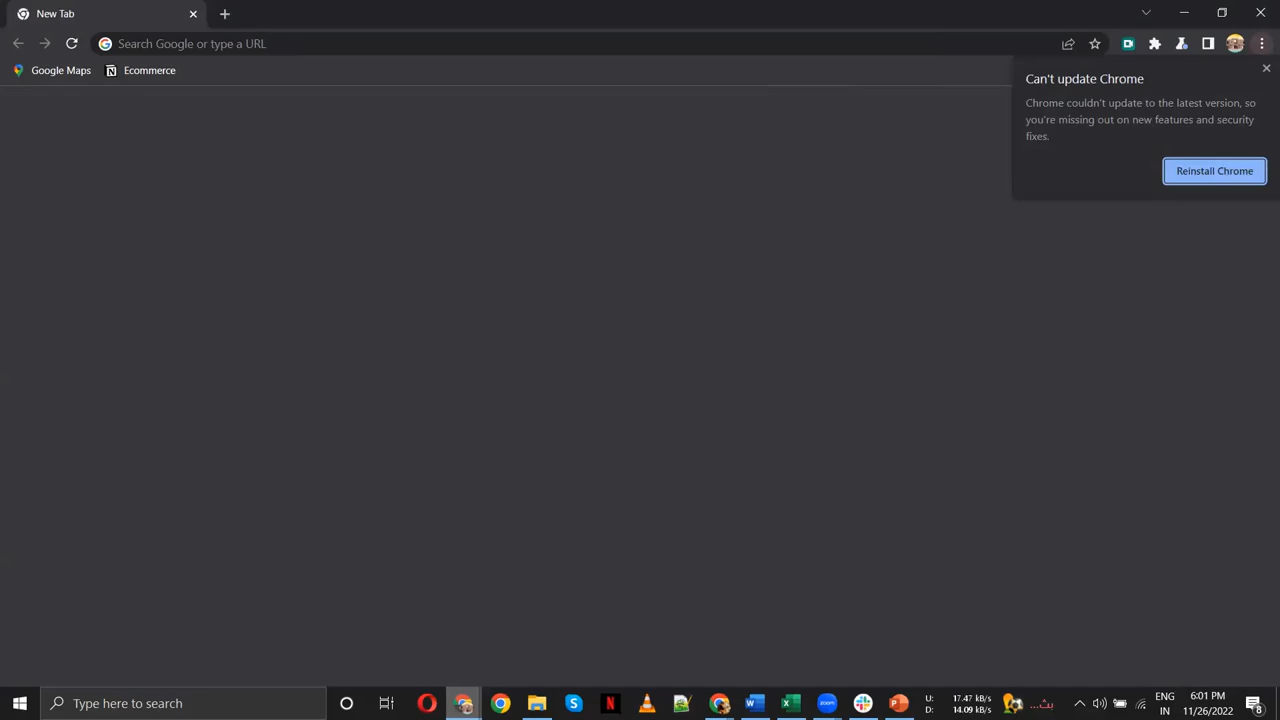 New Tab
Search Google or type a URL
Google Maps
Ecommerce
Can't update Chrome
Chrome couldn't update to the latest version, so
you're missing out on new features and security
fixes.
Reinstall Chrome
Type here to search
U: 17.47 kB/s
D: 14.09 kB/s
...بث
ENG
IN
6:01 PM
11/26/2022
8